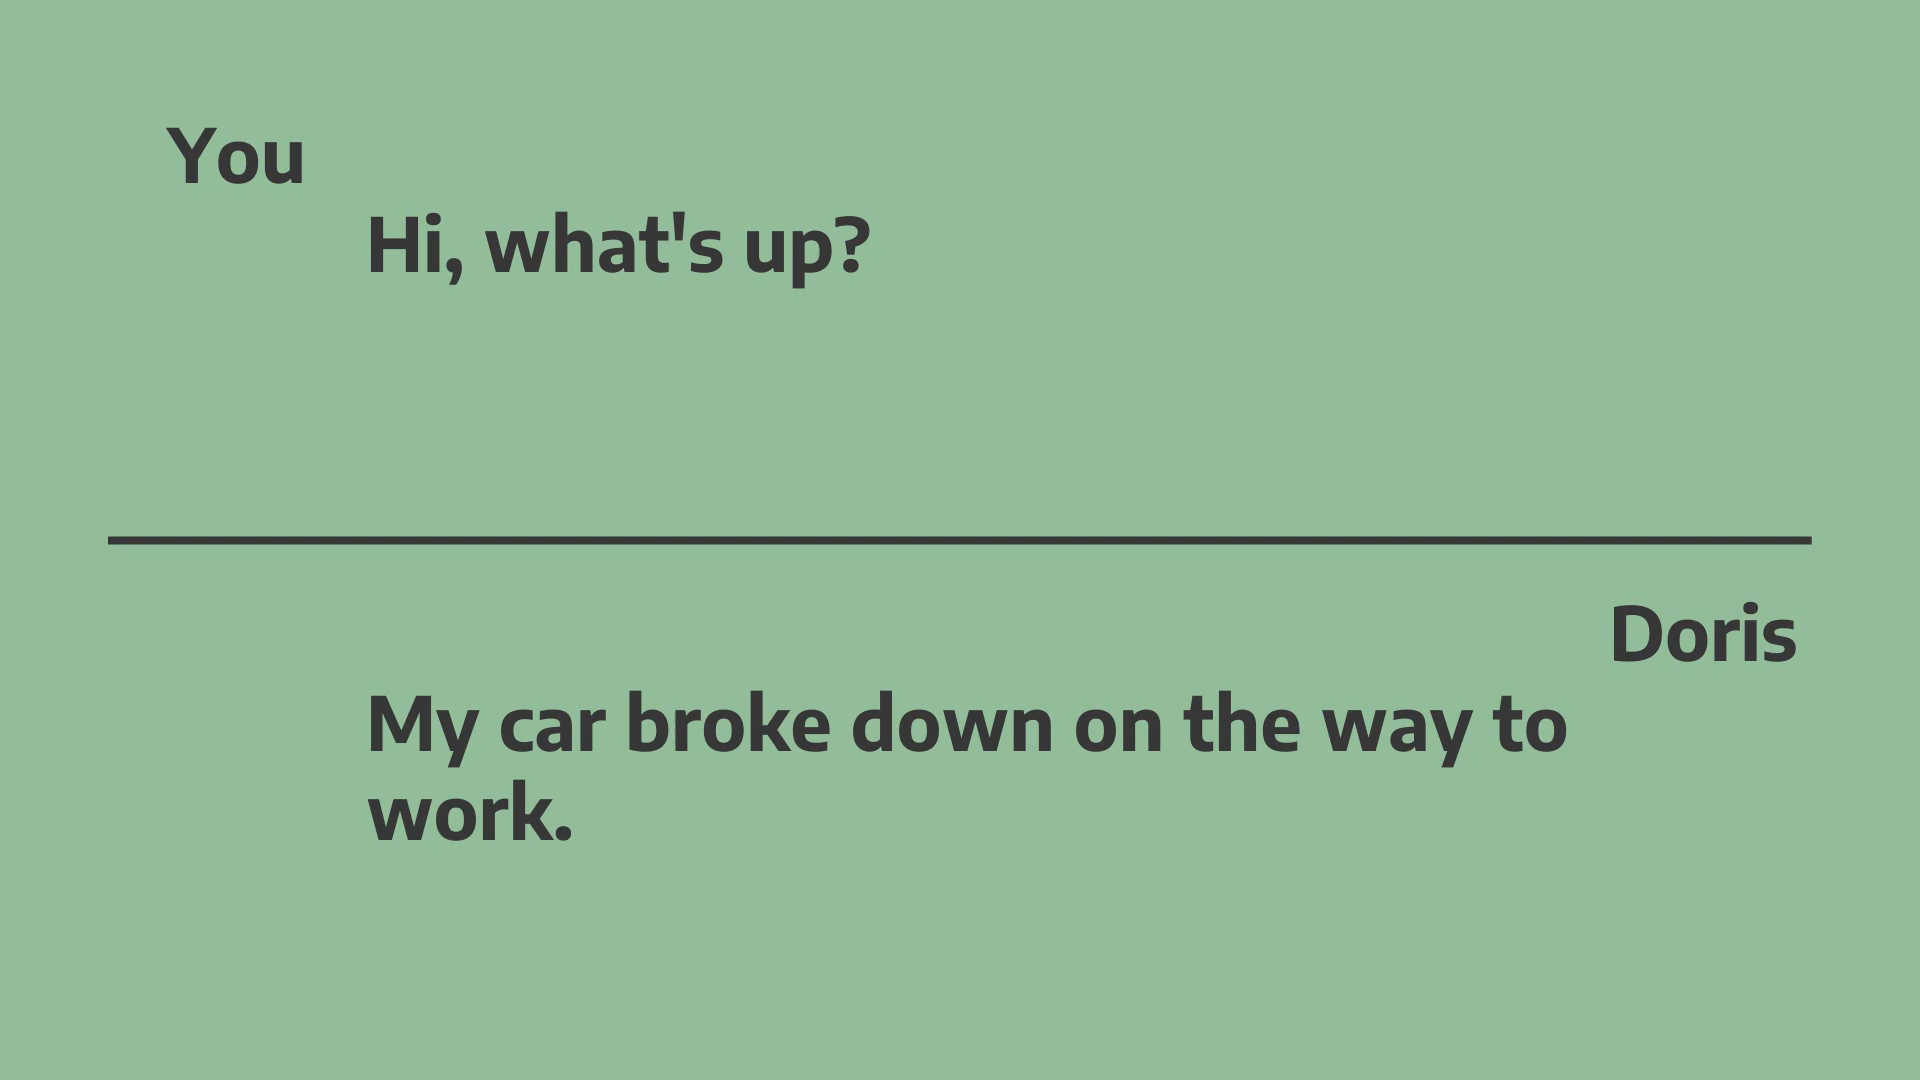 You
Hi, what's up?
Doris
My car broke down on the way to
work.